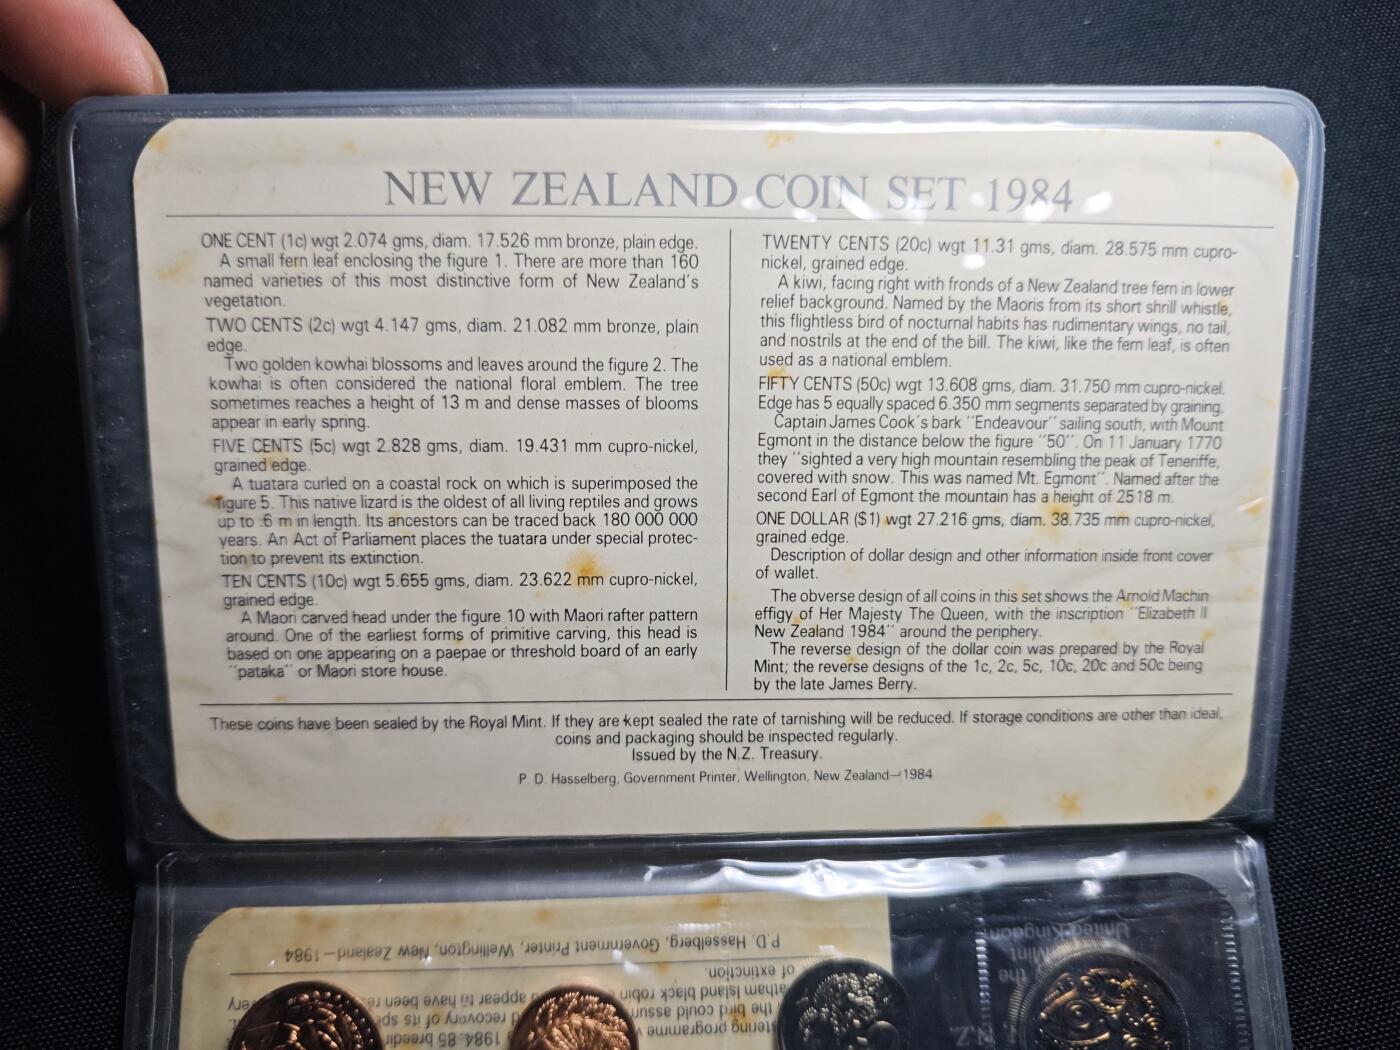 NEW ZEALAND COIN SET 1984
ONE CENT (1c) wgt 2.074 gms, diam. 17.526 mm bronze, plain edge.
A small fern leaf enclosing the figure 1. There are more than 160
named varieties of this most distinctive form of New Zealand's
vegetation.
TWO CENTS (2c) wgt 4.147 gms, diam. 21.082 mm bronze, plain
edge.
Two golden kowhai blossoms and leaves around the figure 2. The
kowhai is often considered the national floral emblem. The tree
sometimes reaches a height of 13 m and dense masses of blooms
appear in early spring.
FIVE CENTS (5c) wgt 2.828 gms, diam. 19.431 mm cupro-nickel,
grained edge.
A tuatara curled on a coastal rock on which is superimposed the
figure 5. This native lizard is the oldest of all living reptiles and grows
up to .6 m in length. Its ancestors can be traced back 180 000 000
years. An Act of Parliament places the tuatara under special protec-
tion to prevent its extinction.
TEN CENTS (10c) wgt 5.655 gms, diam. 23.622 mm cupro-nickel,
grained edge.
A Maori carved head under the figure 10 with Maori rafter pattern
around. One of the earliest forms of primitive carving, this head is
based on one appearing on a paepae or threshold board of an early
"pataka" or Maori store house.
TWENTY CENTS (20c) wgt 11.31 gms, diam. 28.575 mm cupro-
nickel, grained edge.
A kiwi, facing right with fronds of a New Zealand tree fern in lower
relief background. Named by the Maoris from its short shrill whistle,
this flightless bird of nocturnal habits has rudimentary wings, no tail,
and nostrils at the end of the bill. The kiwi, like the fern leaf, is often
used as a national emblem.
FIFTY CENTS (50c) wgt 13.608 gms, diam. 31.750 mm cupro-nickel.
Edge has 5 equally spaced 6.350 mm segments separated by graining.
Captain James Cook's bark "Endeavour" sailing south, with Mount
Egmont in the distance below the figure "50". On 11 January 1770
they "sighted a very high mountain resembling the peak of Teneriffe,
covered with snow. This was named Mt. Egmont". Named after the
second Earl of Egmont the mountain has a height of 2518 m.
ONE DOLLAR ($1) wgt 27.216 gms, diam. 38.735 mm cupro-nickel,
grained edge.
Description of dollar design and other information inside front cover
of wallet.
The obverse design of all coins in this set shows the Arnold Machin
effigy of Her Majesty The Queen, with the inscription "Elizabeth II
New Zealand 1984" around the periphery.
The reverse design of the dollar coin was prepared by the Royal
Mint; the reverse designs of the 1c, 2c, 5c, 10c, 20c and 50c being
by the late James Berry.
These coins have been sealed by the Royal Mint. If they are kept sealed the rate of tarnishing will be reduced. If storage conditions are other than ideal,
coins and packaging should be inspected regularly.
Issued by the N.Z. Treasury.
P. D. Hasselberg, Government Printer, Wellington, New Zealand—1984
P.D. Hasselberg, Government Printer, Wellington, New Zealand—1984
of extinction.
black robin appear to have been very
the bird could recovery of its
programme 1984-85
United Kingdom
Mint
the
N.Z.